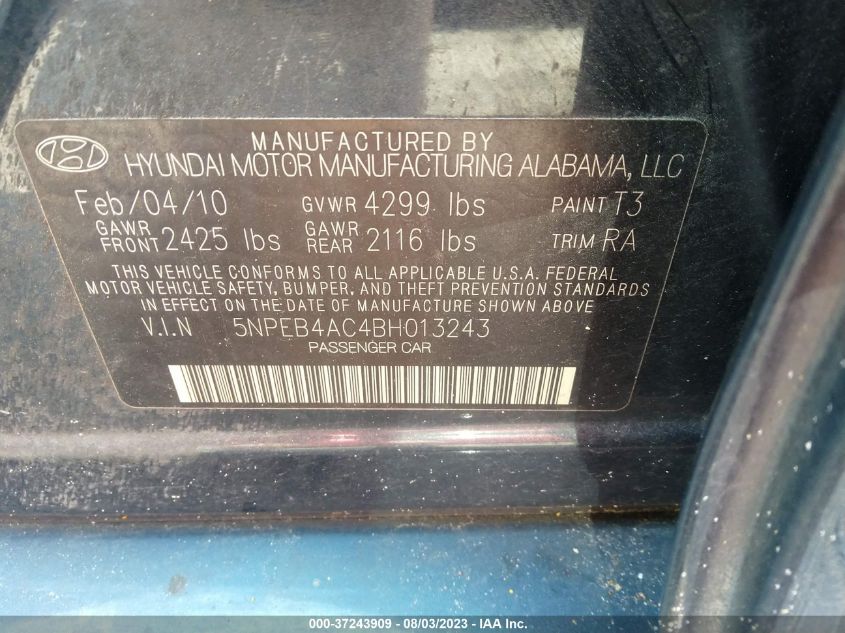 MANUFACTURED BY
HYUNDAI MOTOR MANUFACTURING ALABAMA, LLC
Feb/04/10 GVWR 4299 lbs PAINT T3
GAWR FRONT 2425 lbs GAWR REAR 2116 lbs TRIM RA
THIS VEHICLE CONFORMS TO ALL APPLICABLE U.S.A. FEDERAL
MOTOR VEHICLE SAFETY, BUMPER, AND THEFT PREVENTION STANDARDS
IN EFFECT ON THE DATE OF MANUFACTURE SHOWN ABOVE
V.I.N 5NPEB4AC4BH013243
PASSENGER CAR
000-37243909 - 08/03/2023 - IAA Inc.